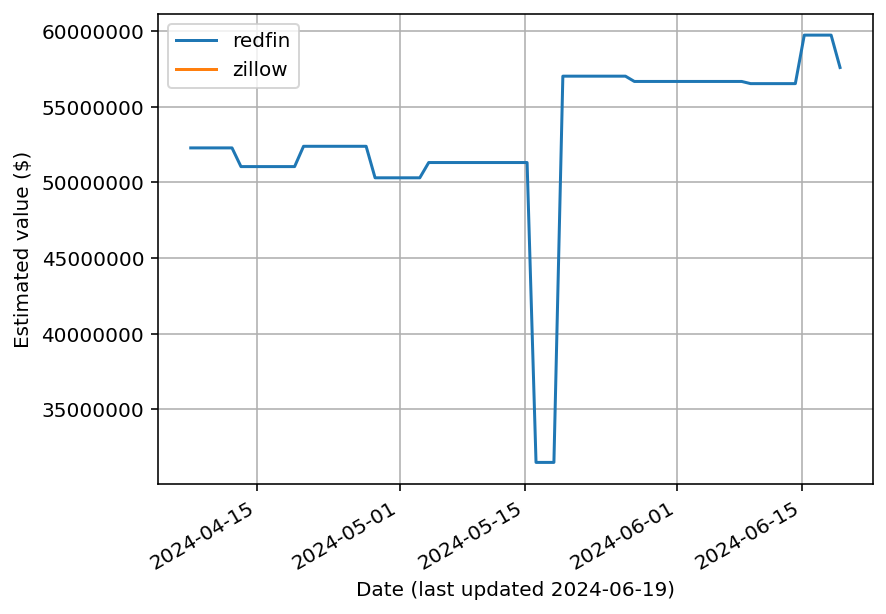 redfin
zillow
60000000
55000000
50000000
45000000
40000000
35000000
Estimated value ($)
2024-04-15
2024-05-01
2024-05-15
2024-06-01
2024-06-15
Date (last updated 2024-06-19)